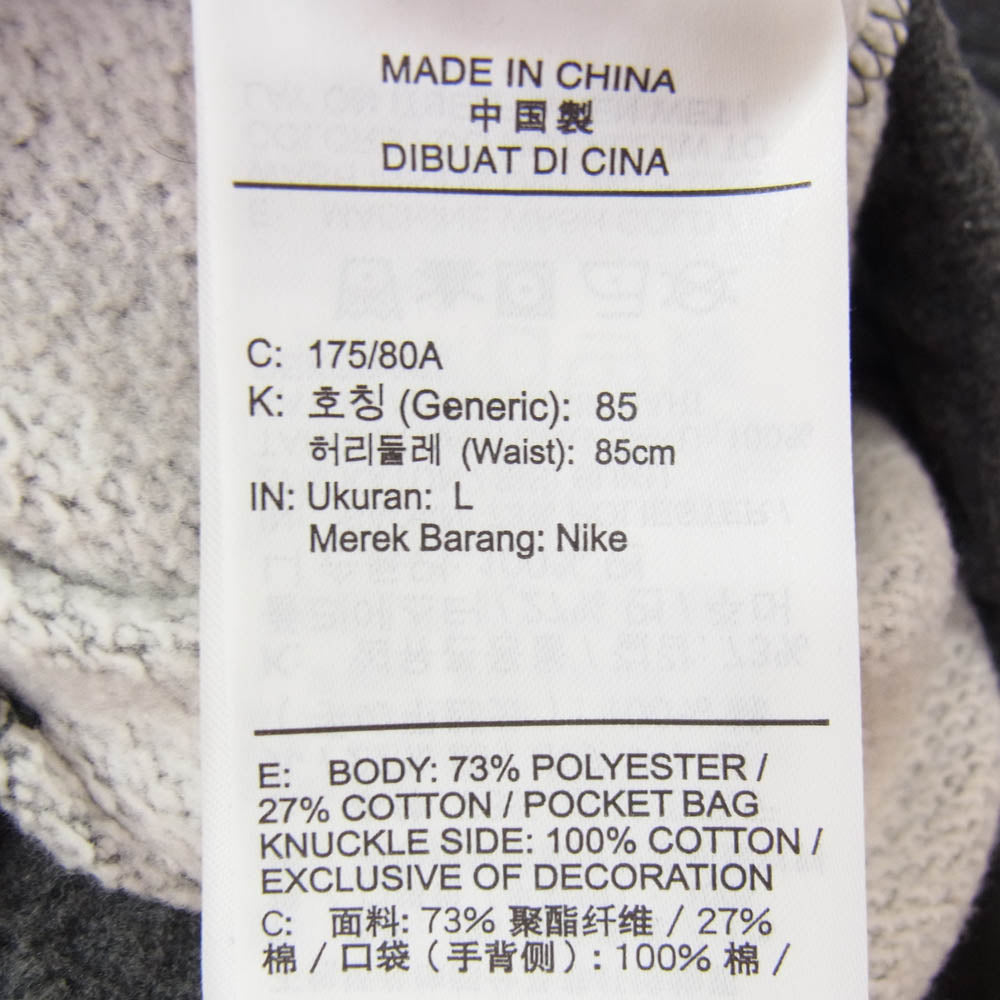 MADE IN CHINA
中国製
DIBUAT DI CINA
C: 175/80A
K: 호칭 (Generic): 85
허리둘레 (Waist): 85cm
IN: Ukuran: L
Merek Barang: Nike
E: BODY: 73% POLYESTER /
27% COTTON / POCKET BAG
KNUCKLE SIDE: 100% COTTON /
EXCLUSIVE OF DECORATION
C: 面料: 73% 聚酯纤维 / 27%
棉 / 口袋 (手背侧) : 100% 棉 /